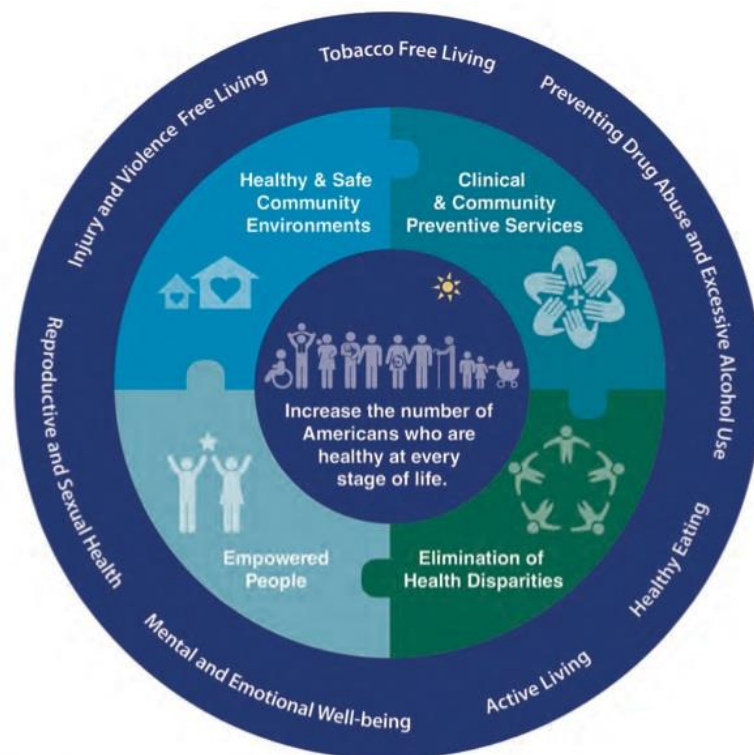 Tobacco Free Living
Preventing Drug Abuse and Excessive Alcohol Use
Healthy Eating
Active Living
Mental and Emotional Well-being
Reproductive and Sexual Health
Injury and Violence Free Living
Healthy & Safe
Community
Environments
Clinical
& Community
Preventive Services
Increase the number of
Americans who are
healthy at every
stage of life.
Empowered
People
Elimination of
Health Disparities